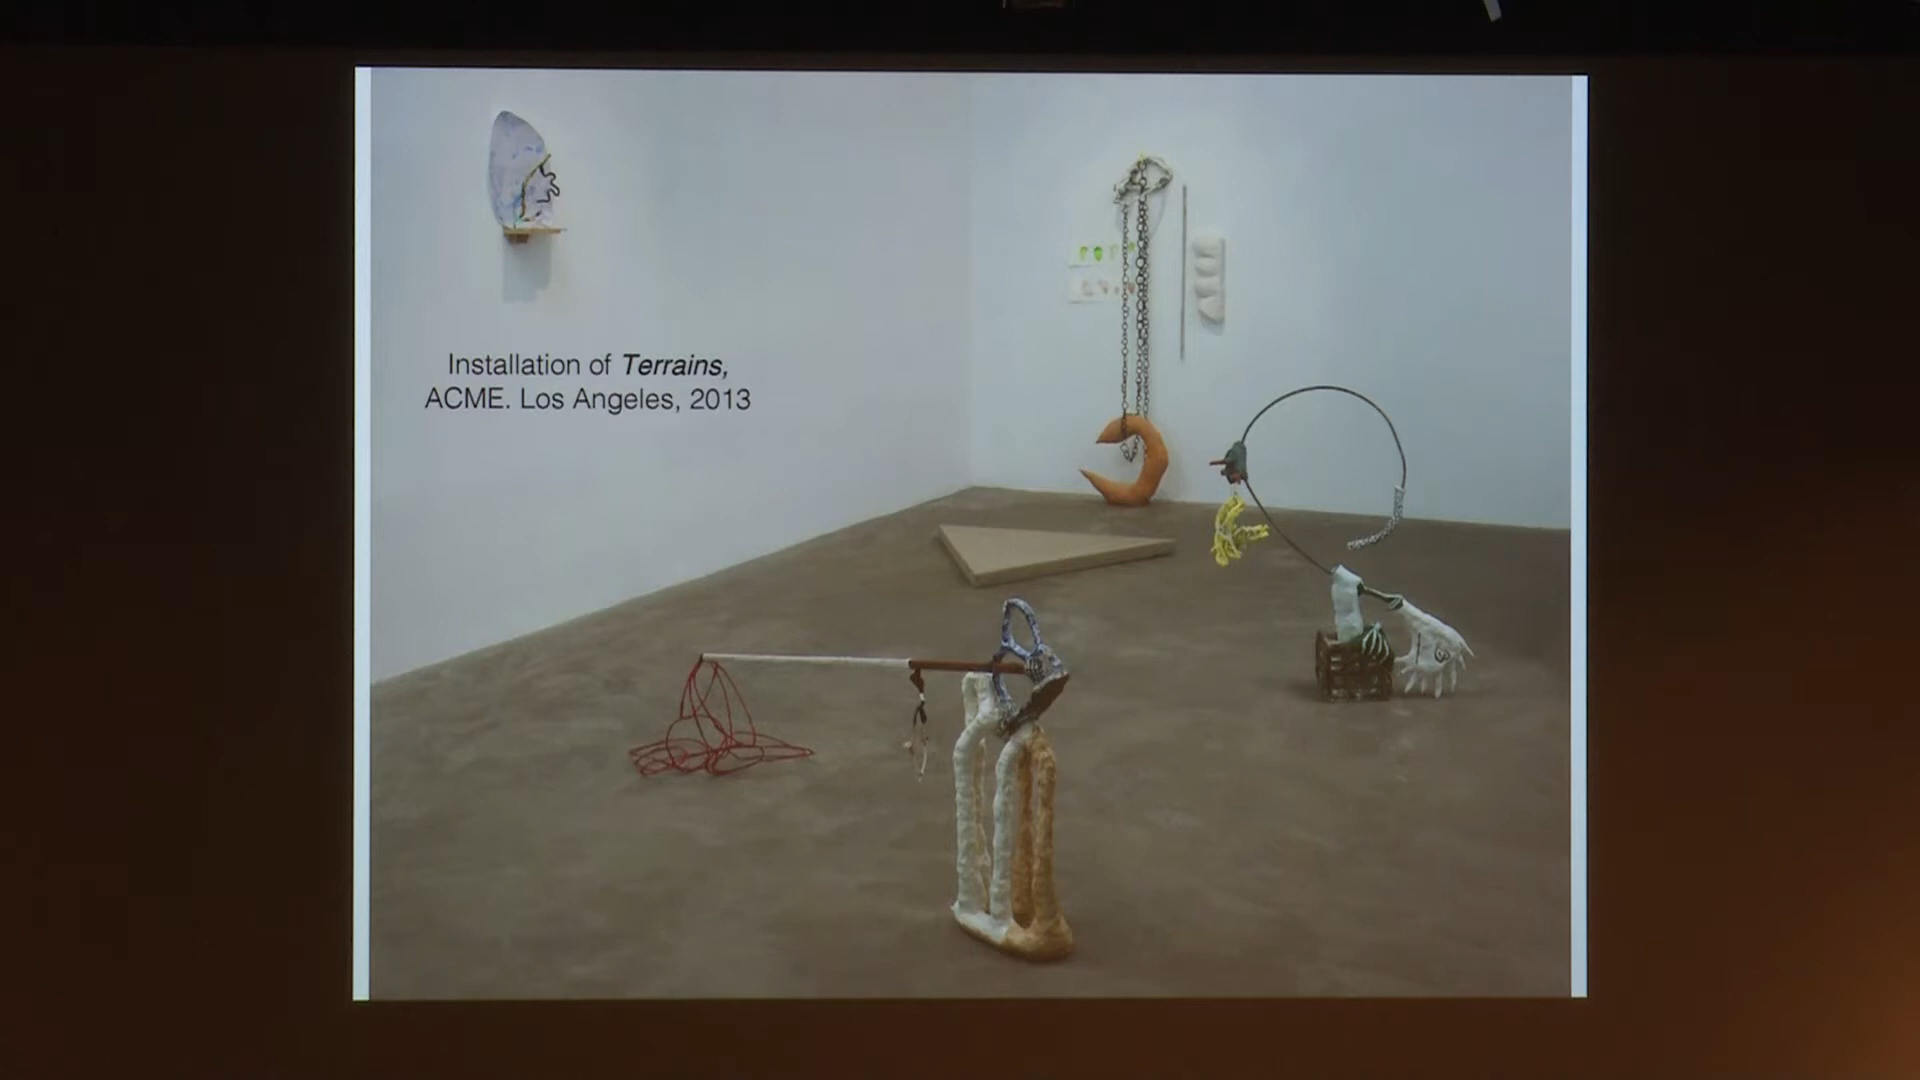 Installation of Terrains,
ACME. Los Angeles, 2013